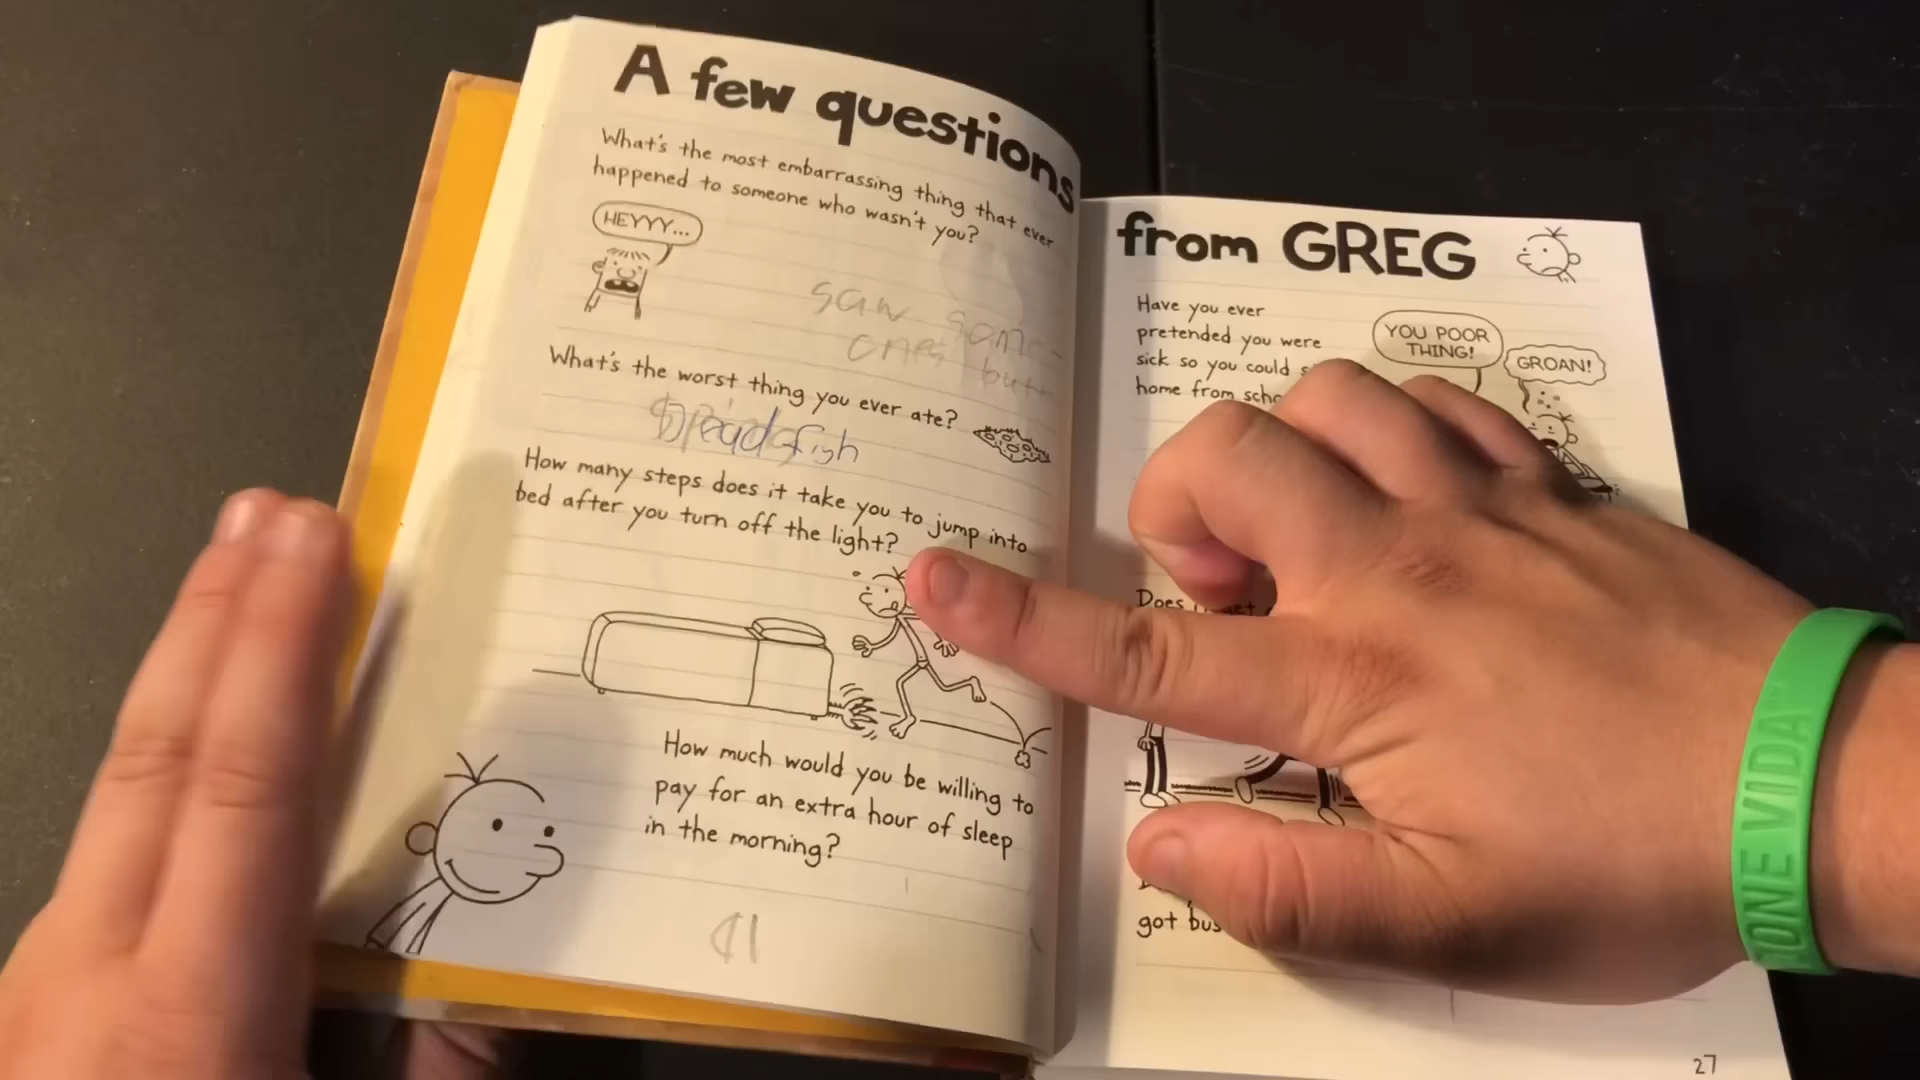 A few questions
What's the most embarrassing thing that ever
happened to someone who wasn't you?
HEYYY...
saw some-
ones butt
What's the worst thing you ever ate?
fish
How many steps does it take you to jump into
bed after you turn off the light?
How much would you be willing to
pay for an extra hour of sleep
in the morning?
from GREG
Have you ever
pretended you were
sick so you could
home from
YOU POOR
THING!
GROAN!
Does
got
27
ONE VIDA